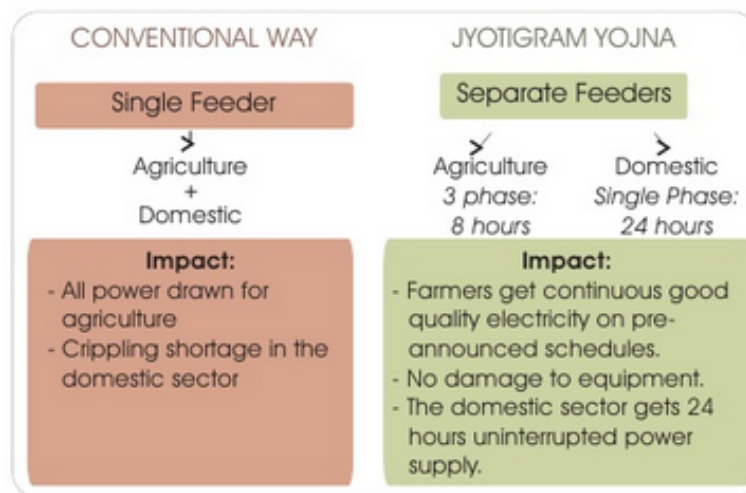 CONVENTIONAL WAY
Single Feeder
Agriculture
+
Domestic
Impact:
- All power drawn for
agriculture
- Crippling shortage in the
domestic sector
JYOTIGRAM YOJNA
Separate Feeders
Agriculture
3 phase:
8 hours
Domestic
Single Phase:
24 hours
Impact:
- Farmers get continuous good
quality electricity on pre-
announced schedules.
- No damage to equipment.
- The domestic sector gets 24
hours uninterrupted power
supply.